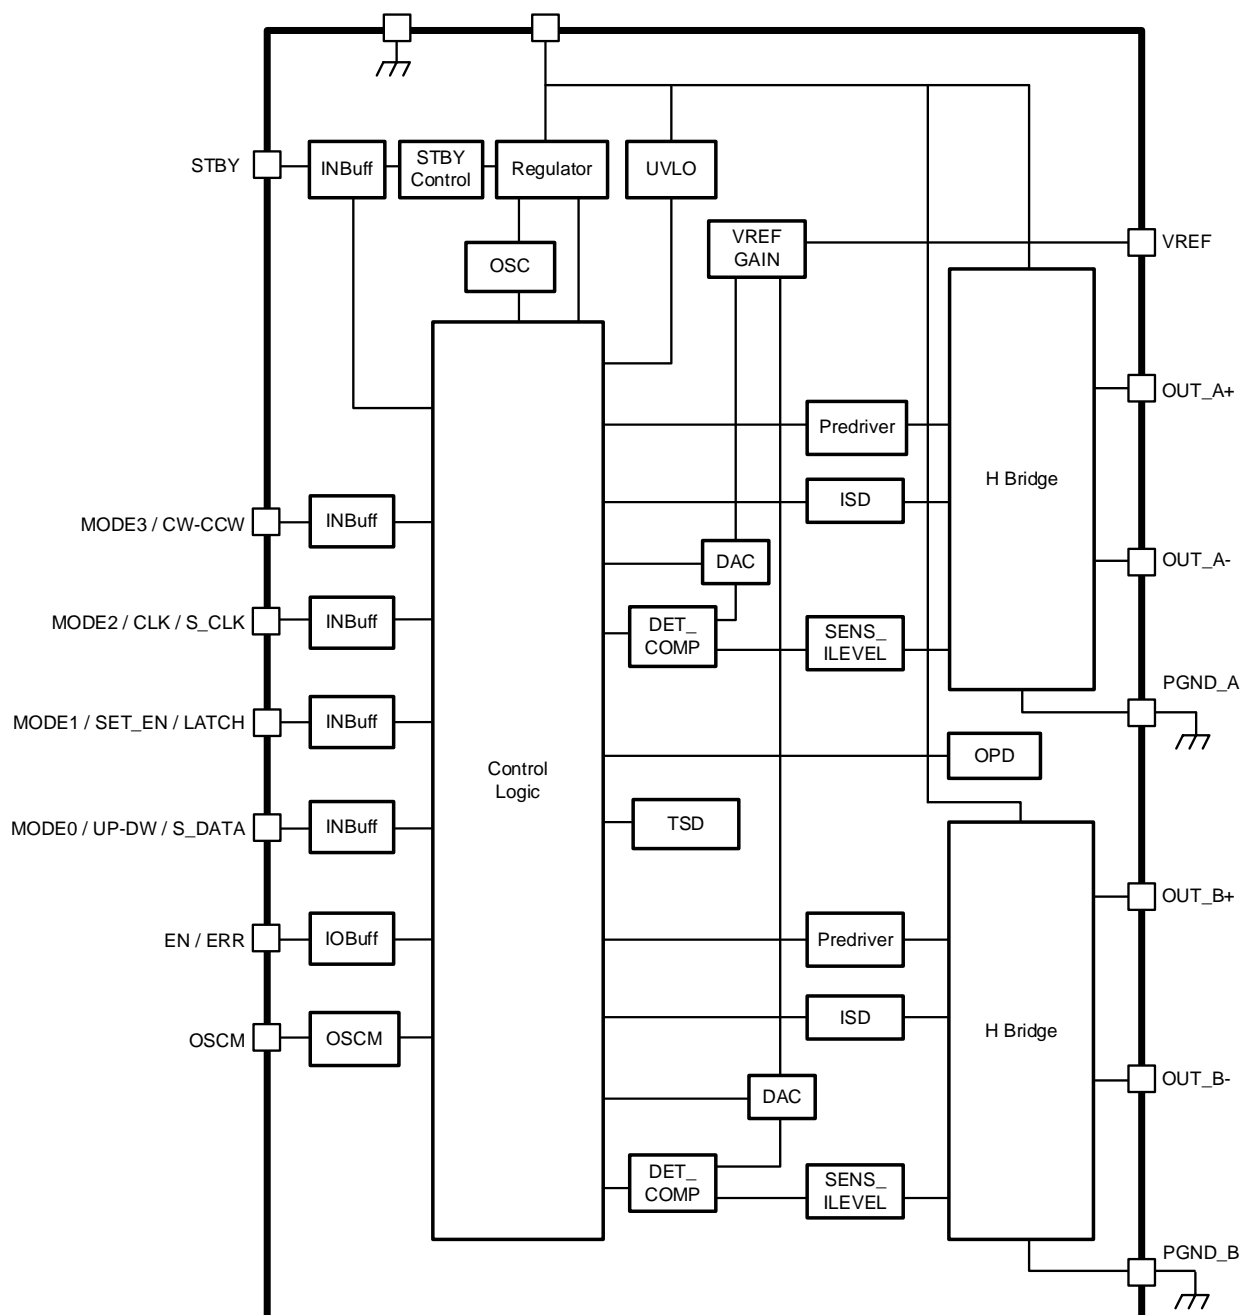 STBY
INBuff
STBY
Control
Regulator
UVLO
VREF
GAIN
VREF
OSC
OUT_A+
Predriver
H Bridge
ISD
MODE3 / CW-CCW
INBuff
DAC
OUT_A-
MODE2 / CLK / S_CLK
INBuff
DET_
COMP
SENS_
ILEVEL
PGND_A
MODE1 / SET_EN / LATCH
INBuff
OPD
Control
Logic
MODE0 / UP-DW / S_DATA
INBuff
TSD
OUT_B+
EN / ERR
IOBuff
Predriver
ISD
H Bridge
OSCM
OSCM
OUT_B-
DAC
DET_
COMP
SENS_
ILEVEL
PGND_B